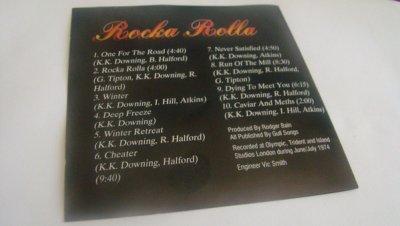 Rocka Rolla
1. One For The Road (4:40)
(K.K. Downing, B. Halford)
2. Rocka Rolla (4:00)
(G. Tipton, K.K. Downing, R.
Halford)
3. Winter
(K.K. Downing, I. Hill, Atkins)
4. Deep Freeze
(K.K. Downing)
5. Winter Retreat
(K.K. Downing, R. Halford)
6. Cheater
(K.K. Downing, Halford)
(9:40)
7. Never Satisfied (4:50)
(K.K. Downing, Atkins)
8. Run Of The Mill (8:30)
(K.K. Downing, R. Halford,
G. Tipton)
9. Dying To Meet You (6:15)
(K.K. Downing, R. Halford)
10. Caviar And Meths (2:00)
(K.K. Downing, I. Hill, Atkins)
Produced By Rodger Bain
All Published By Gull Songs
Recorded at Olympic, Trident and Island
Studios London during June/July 1974
Engineer Vic Smith